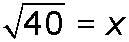 √40 = x